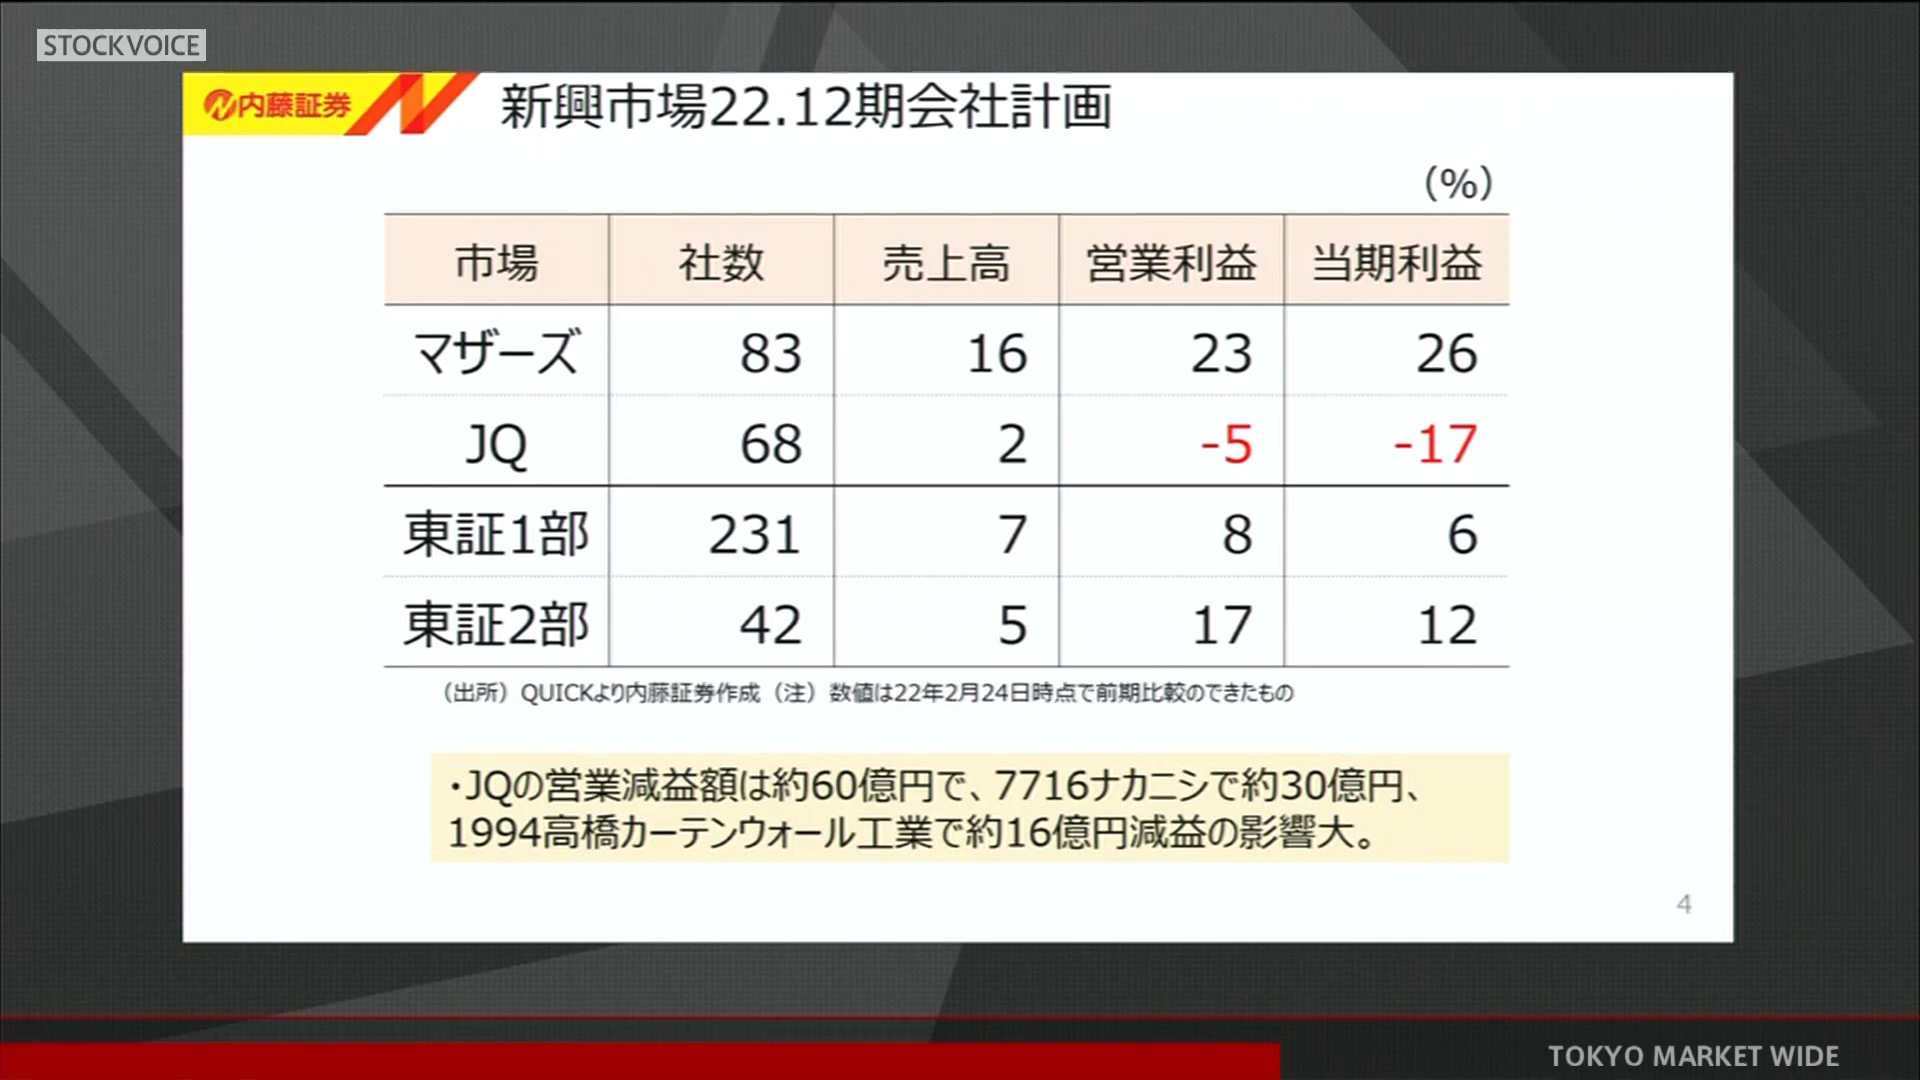 STOCKVOICE
内藤証券
新興市場22.12期会社計画
（%）
市場 社数 売上高 営業利益 当期利益
マザーズ 83 16 23 26
JQ 68 2 -5 -17
東証1部 231 7 8 6
東証2部 42 5 17 12
（出所）QUICKより内藤証券作成（注）数値は22年2月24日時点で前期比較のできたもの
・JQの営業減益額は約60億円で、7716ナカニシで約30億円、
1994高橋カーテンウォール工業で約16億円減益の影響大。
4
TOKYO MARKET WIDE